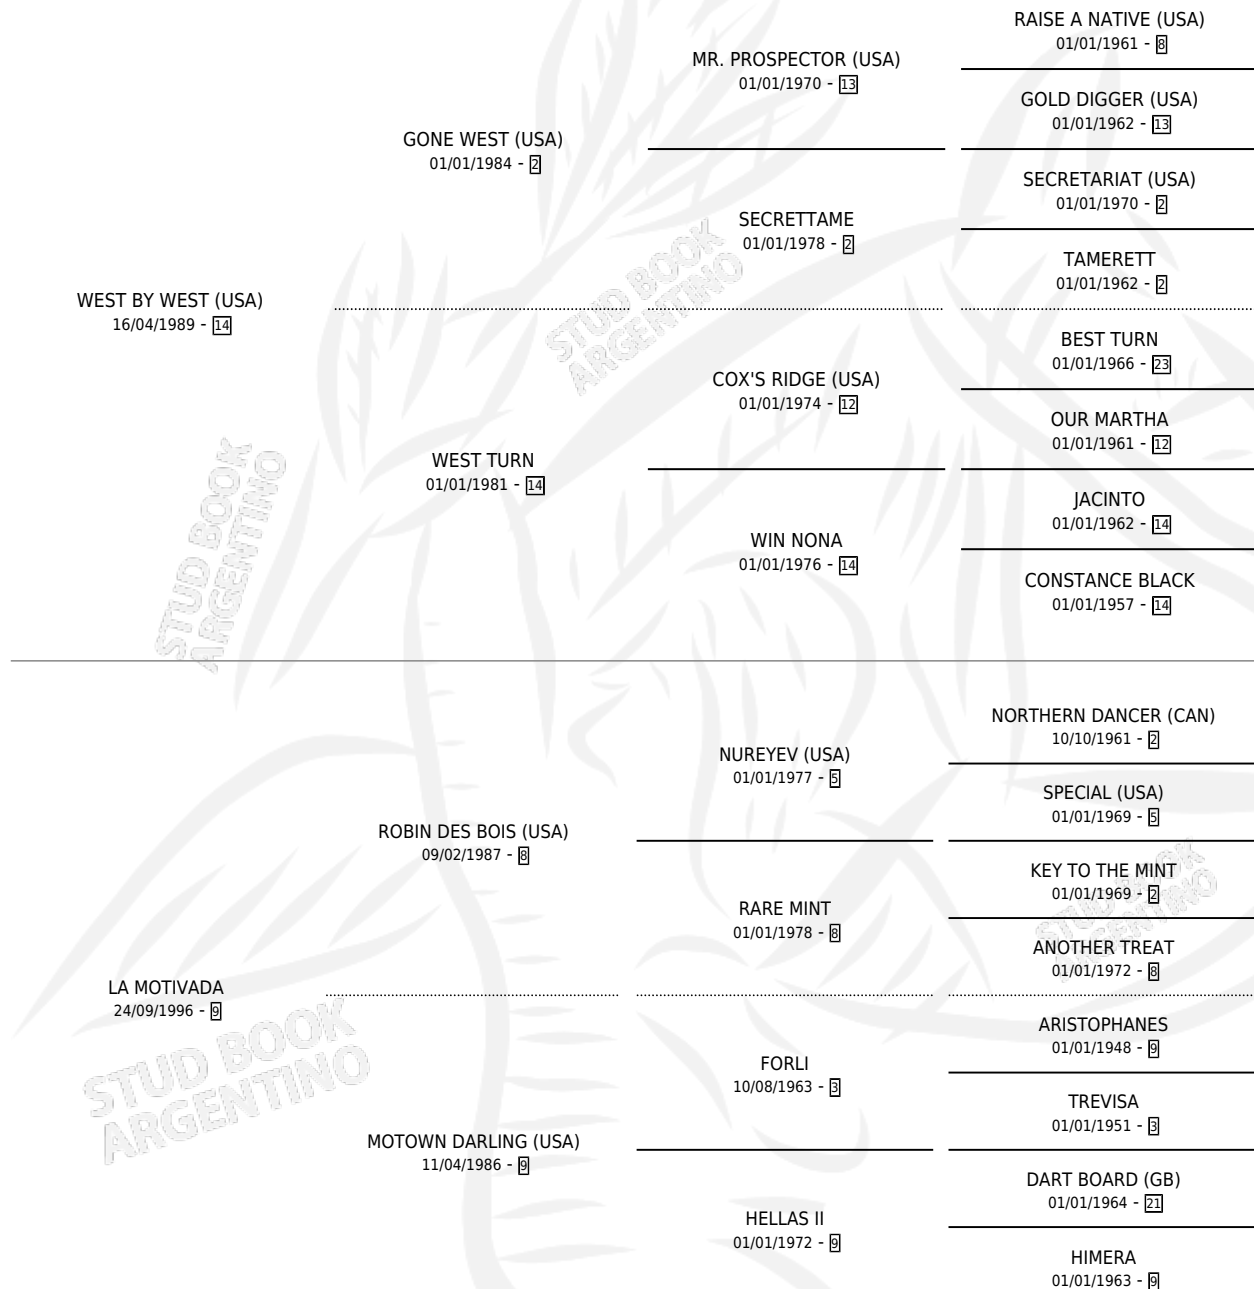 RAISE A NATIVE (USA)
01/01/1961 - 8
MR. PROSPECTOR (USA)
01/01/1970 - 13
GOLD DIGGER (USA)
01/01/1962 - 13
GONE WEST (USA)
01/01/1984 - 2
SECRETARIAT (USA)
01/01/1970 - 2
SECRETTAME
01/01/1978 - 2
TAMERETT
01/01/1962 - 2
WEST BY WEST (USA)
16/04/1989 - 14
BEST TURN
01/01/1966 - 23
COX'S RIDGE (USA)
01/01/1974 - 12
OUR MARTHA
01/01/1961 - 12
WEST TURN
01/01/1981 - 14
JACINTO
01/01/1962 - 14
WIN NONA
01/01/1976 - 14
CONSTANCE BLACK
01/01/1957 - 14
NORTHERN DANCER (CAN)
10/10/1961 - 2
NUREYEV (USA)
01/01/1977 - 5
SPECIAL (USA)
01/01/1969 - 5
ROBIN DES BOIS (USA)
09/02/1987 - 8
KEY TO THE MINT
01/01/1969 - 2
RARE MINT
01/01/1978 - 8
ANOTHER TREAT
01/01/1972 - 8
LA MOTIVADA
24/09/1996 - 9
ARISTOPHANES
01/01/1948 - 9
FORLI
10/08/1963 - 3
TREVISA
01/01/1951 - 3
MOTOWN DARLING (USA)
11/04/1986 - 9
DART BOARD (GB)
01/01/1964 - 21
HELLAS II
01/01/1972 - 9
HIMERA
01/01/1963 - 9
STUD BOOK
ARGENTINO
STUD BOOK
ARGENTINO
STUD BOOK
ARGENTINO
STUD BOOK
ARGENTINO